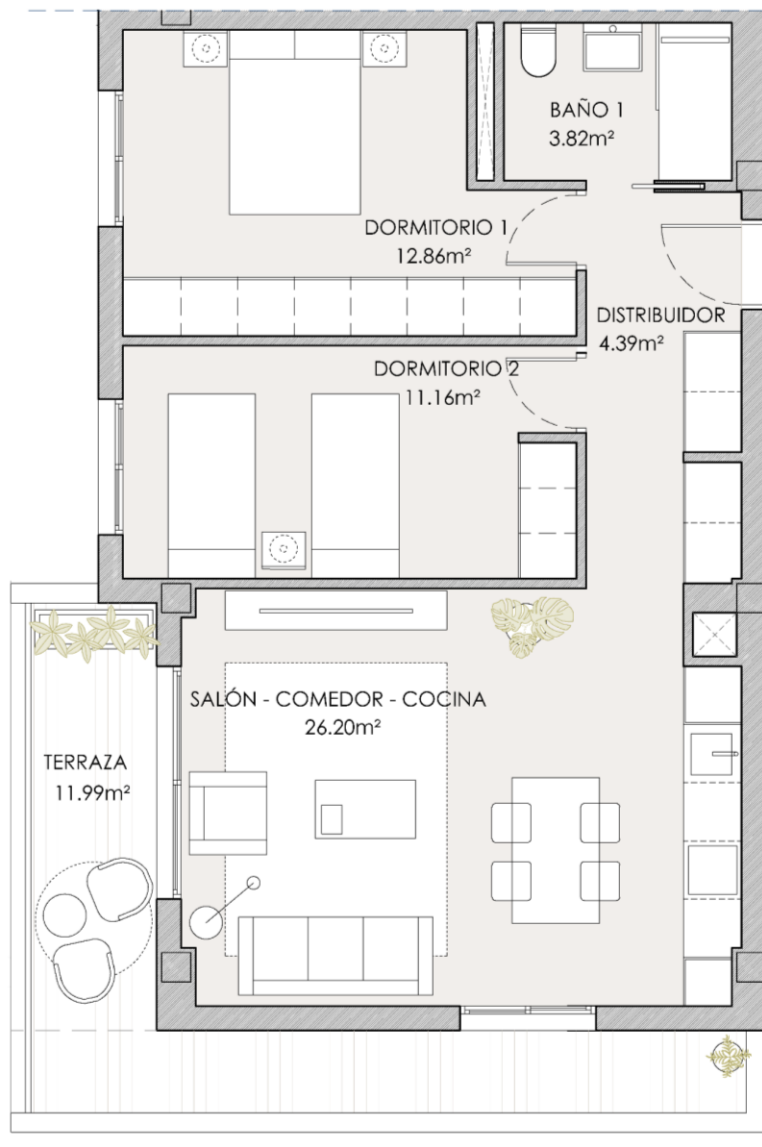 BAÑO 1
3.82m²
DORMITORIO 1
12.86m²
DISTRIBUIDOR
4.39m²
DORMITORIO 2
11.16m²
SALÓN - COMEDOR - COCINA
26.20m²
TERRAZA
11.99m²